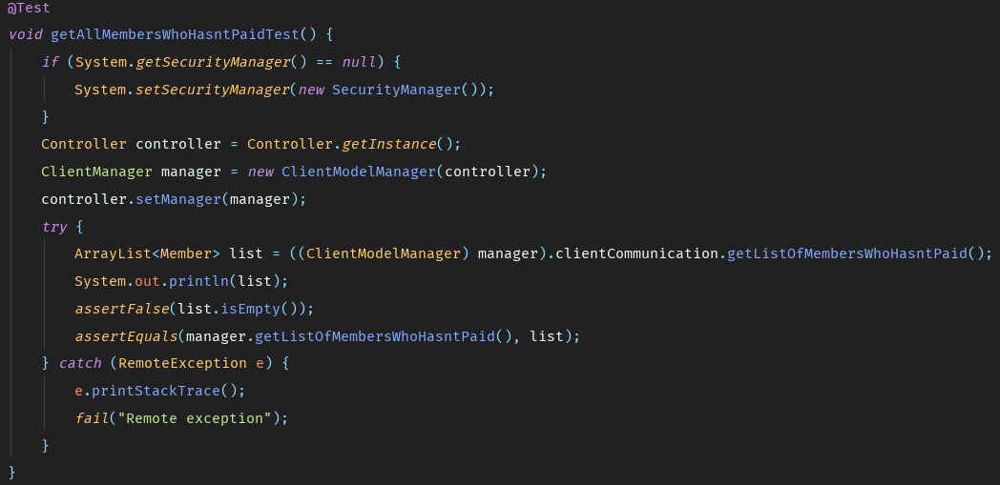 @Test
void getAllMembersWhoHasntPaidTest() {
    if (System.getSecurityManager() == null) {
        System.setSecurityManager(new SecurityManager());
    }
    Controller controller = Controller.getInstance();
    ClientManager manager = new ClientModelManager(controller);
    controller.setManager(manager);
    try {
        ArrayList<Member> list = ((ClientModelManager) manager).clientCommunication.getListOfMembersWhoHasntPaid();
        System.out.println(list);
        assertFalse(list.isEmpty());
        assertEquals(manager.getListOfMembersWhoHasntPaid(), list);
    } catch (RemoteException e) {
        e.printStackTrace();
        fail("Remote exception");
    }
}